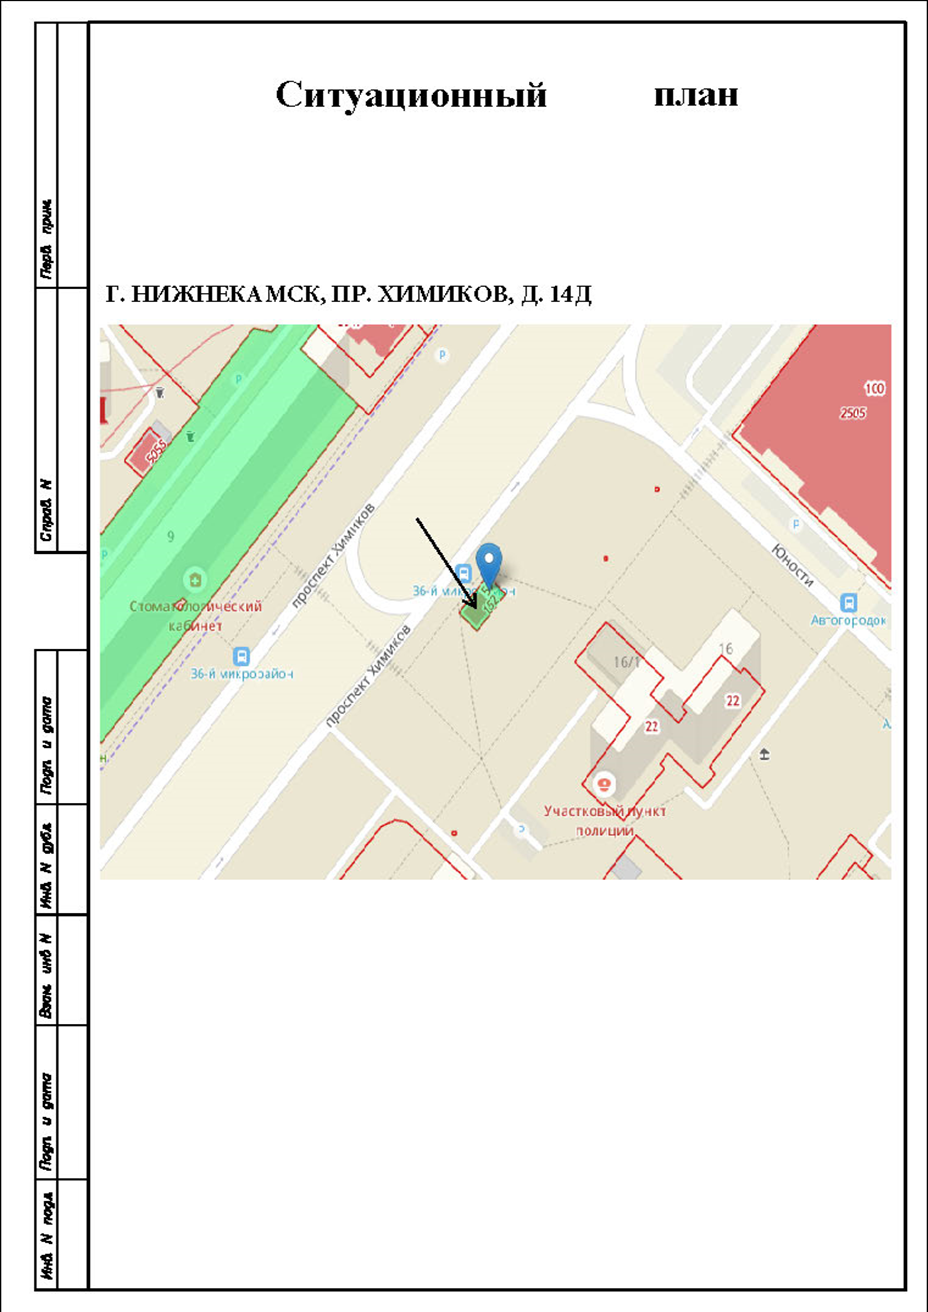 Ситуационный план
Г. НИЖНЕКАМСК, ПР. ХИМИКОВ, Д. 14Д
Перв. прим.
Справ. N
Подп. и дата
Инв. N дубл.
Взам. инв N
Подп. и дата
Инв. N подл.
P
P
100
2505
5055
9
P
P
проспект Химиков
Юности
36-й микрорайон
Стоматологический
кабинет
Автогородок
проспект Химиков
16/1
16
36-й микрорайон
22
22
Участковый пункт
полиции